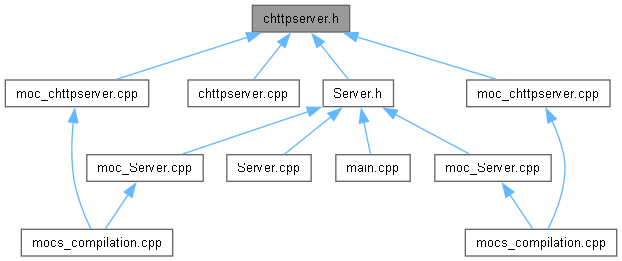 chttpserver.h
moc_chttpserver.cpp
chttpserver.cpp
Server.h
moc_chttpserver.cpp
moc_Server.cpp
Server.cpp
main.cpp
moc_Server.cpp
mocs_compilation.cpp
mocs_compilation.cpp